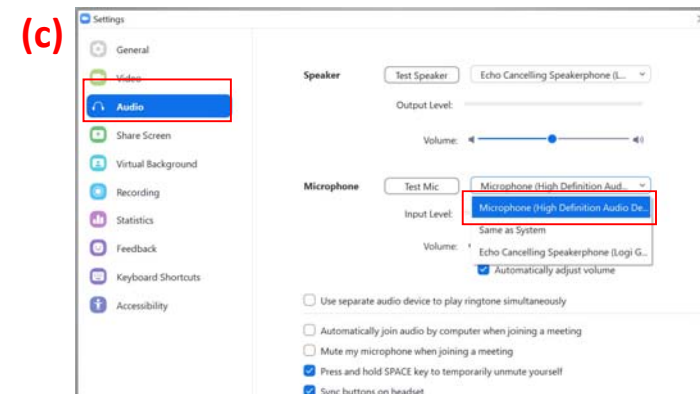 (c)
Settings
General
Video
Audio
Share Screen
Virtual Background
Recording
Statistics
Feedback
Keyboard Shortcuts
Accessibility
Speaker Test Speaker Echo Cancelling Speakerphone (L...
Output Level:
Volume:
Microphone Test Mic Microphone (High Definition Aud...
Microphone (High Definition Audio De...
Input Level:
Same as System
Volume: Echo Cancelling Speakerphone (Logi G...
Automatically adjust volume
Use separate audio device to play ringtone simultaneously
Automatically join audio by computer when joining a meeting
Mute my microphone when joining a meeting
Press and hold SPACE key to temporarily unmute yourself
Sync buttons on headset